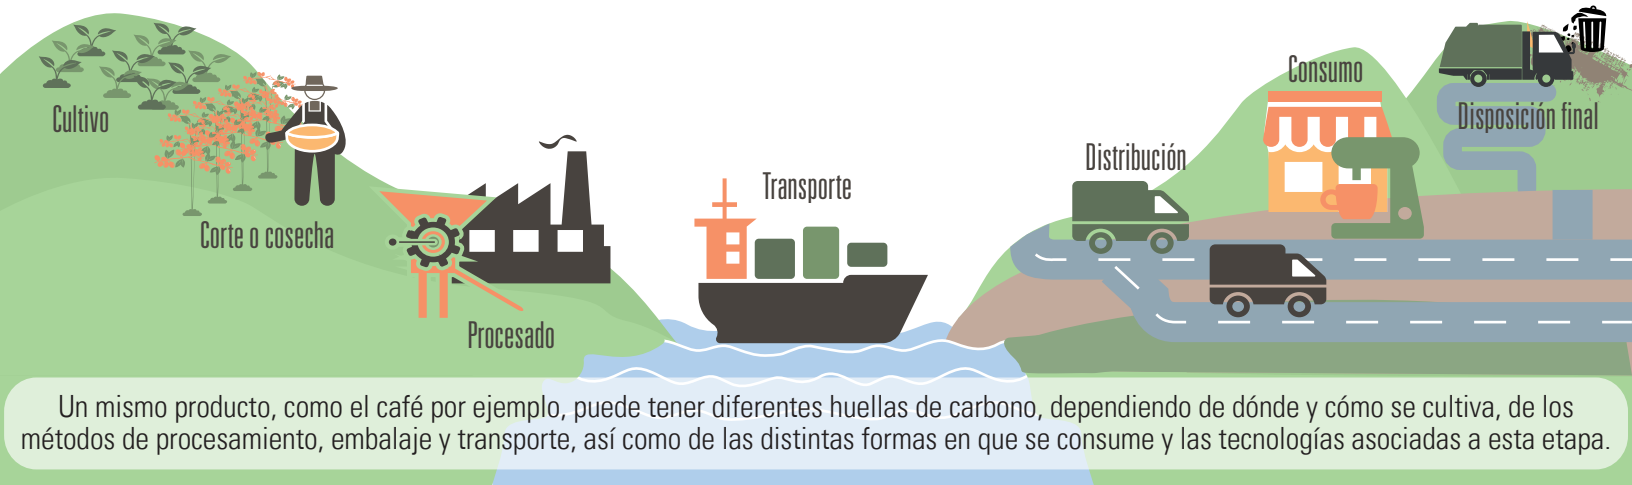 Cultivo
Corte o cosecha
Procesado
Transporte
Distribución
Consumo
Disposición final
Un mismo producto, como el café por ejemplo, puede tener diferentes huellas de carbono, dependiendo de dónde y cómo se cultiva, de los
métodos de procesamiento, embalaje y transporte, así como de las distintas formas en que se consume y las tecnologías asociadas a esta etapa.